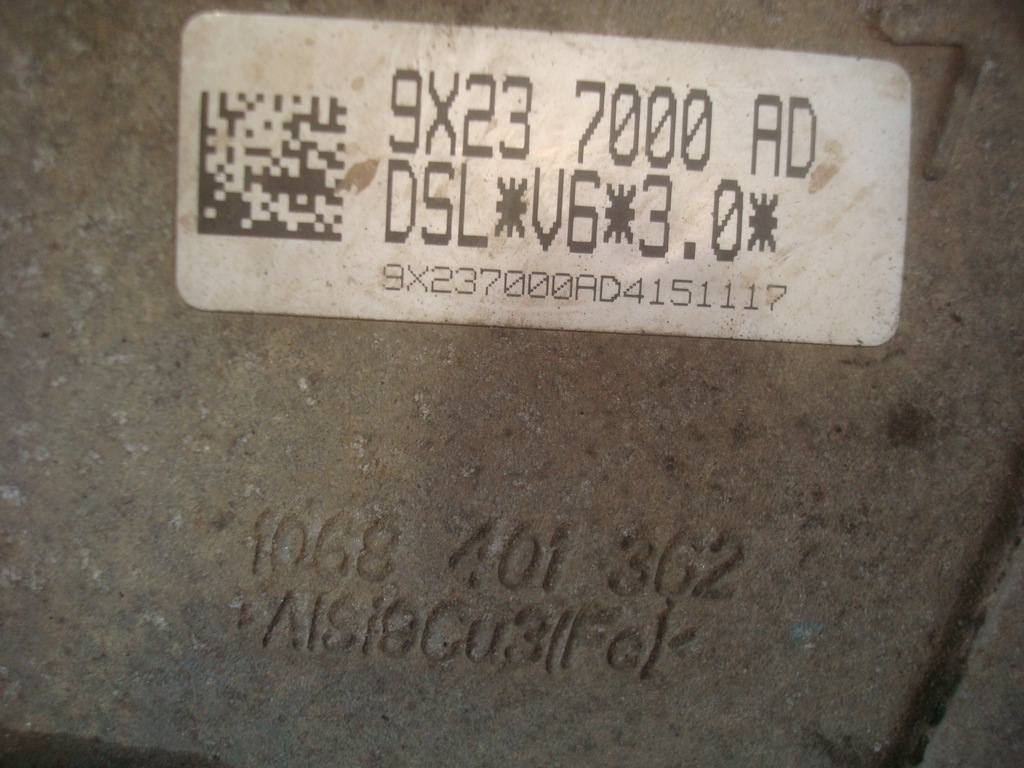 9X23 7000 AD
DSL*V6*3.0*
9X237000AD4151117
1068 401 362
>AlSi9Cu3(Fe)<